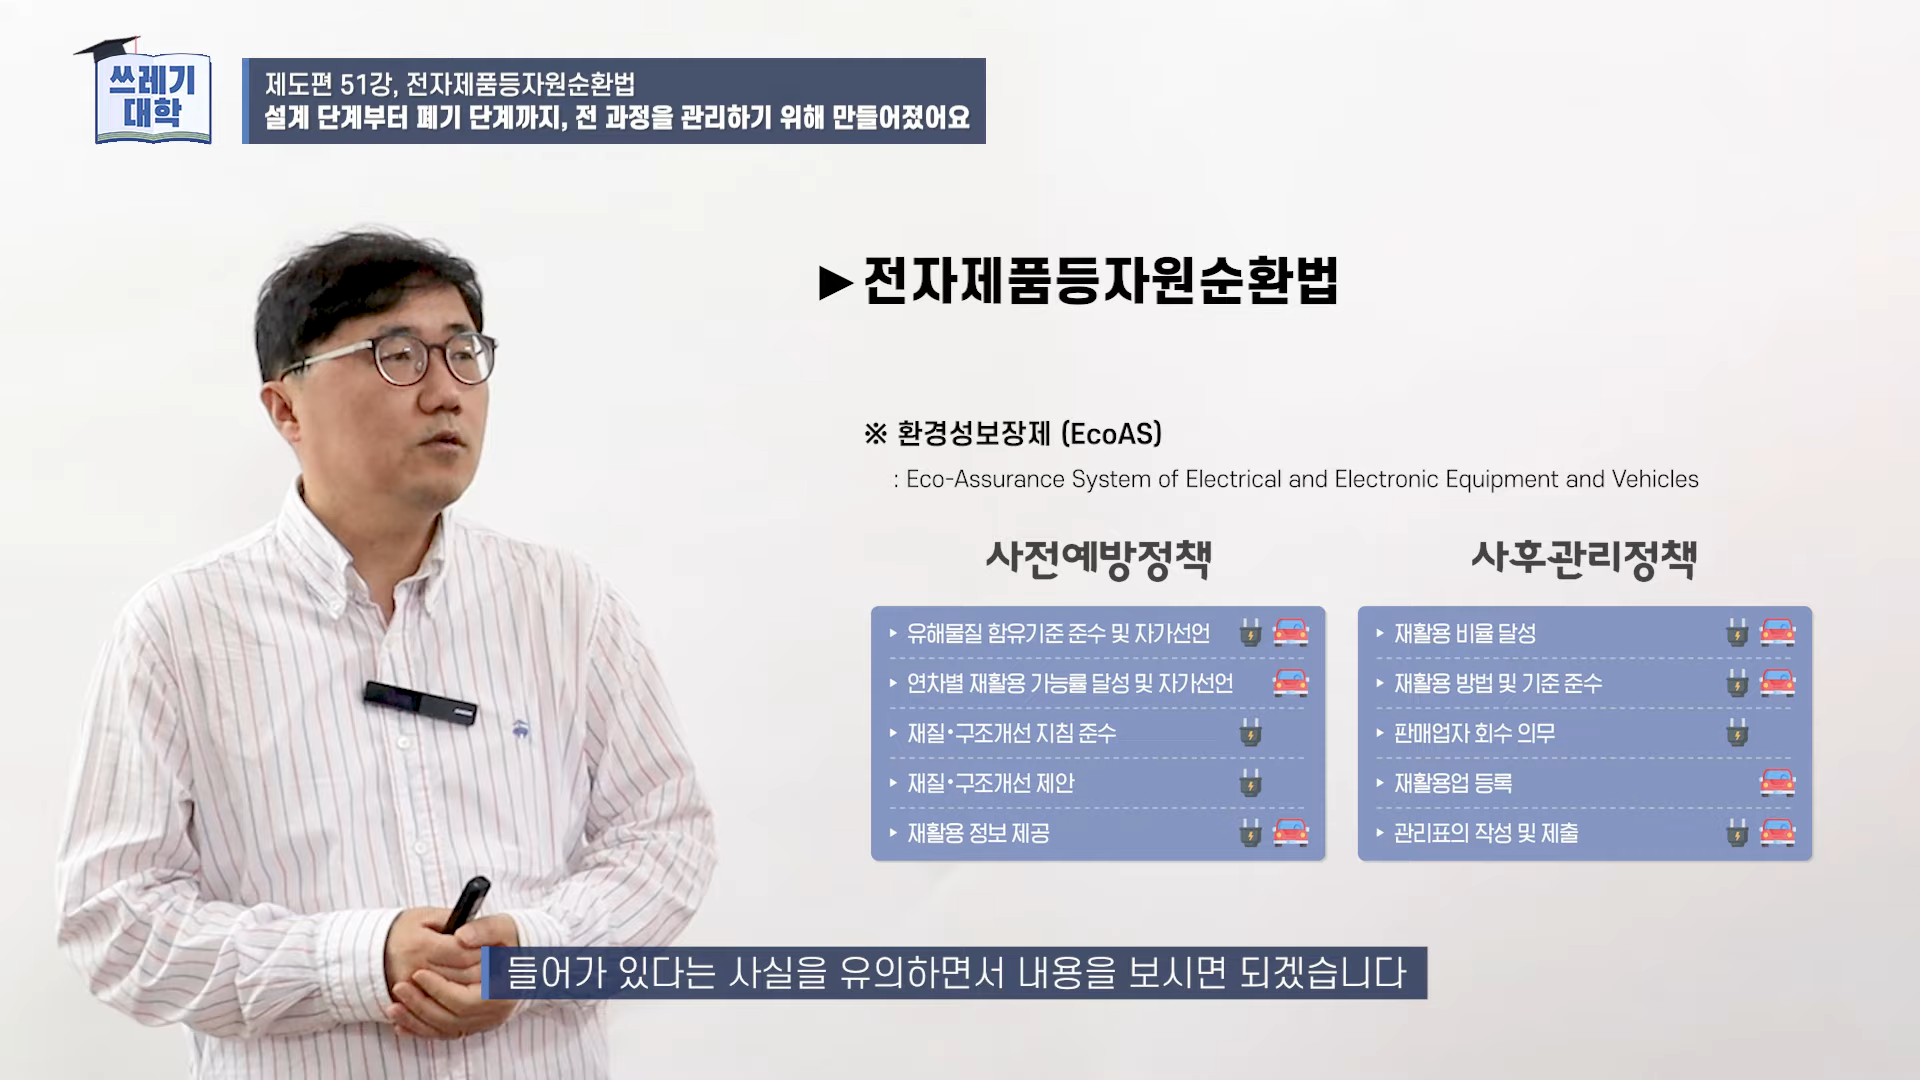 쓰레기
대학
제도편 51강, 전자제품등자원순환법
설계 단계부터 폐기 단계까지, 전 과정을 관리하기 위해 만들어졌어요
▶전자제품등자원순환법
※ 환경성보장제 (EcoAS)
: Eco-Assurance System of Electrical and Electronic Equipment and Vehicles
사전예방정책
▸ 유해물질 함유기준 준수 및 자가선언
▸ 연차별 재활용 가능률 달성 및 자가선언
▸ 재질•구조개선 지침 준수
▸ 재질•구조개선 제안
▸ 재활용 정보 제공
사후관리정책
▸ 재활용 비율 달성
▸ 재활용 방법 및 기준 준수
▸ 판매업자 회수 의무
▸ 재활용업 등록
▸ 관리표의 작성 및 제출
들어가 있다는 사실을 유의하면서 내용을 보시면 되겠습니다